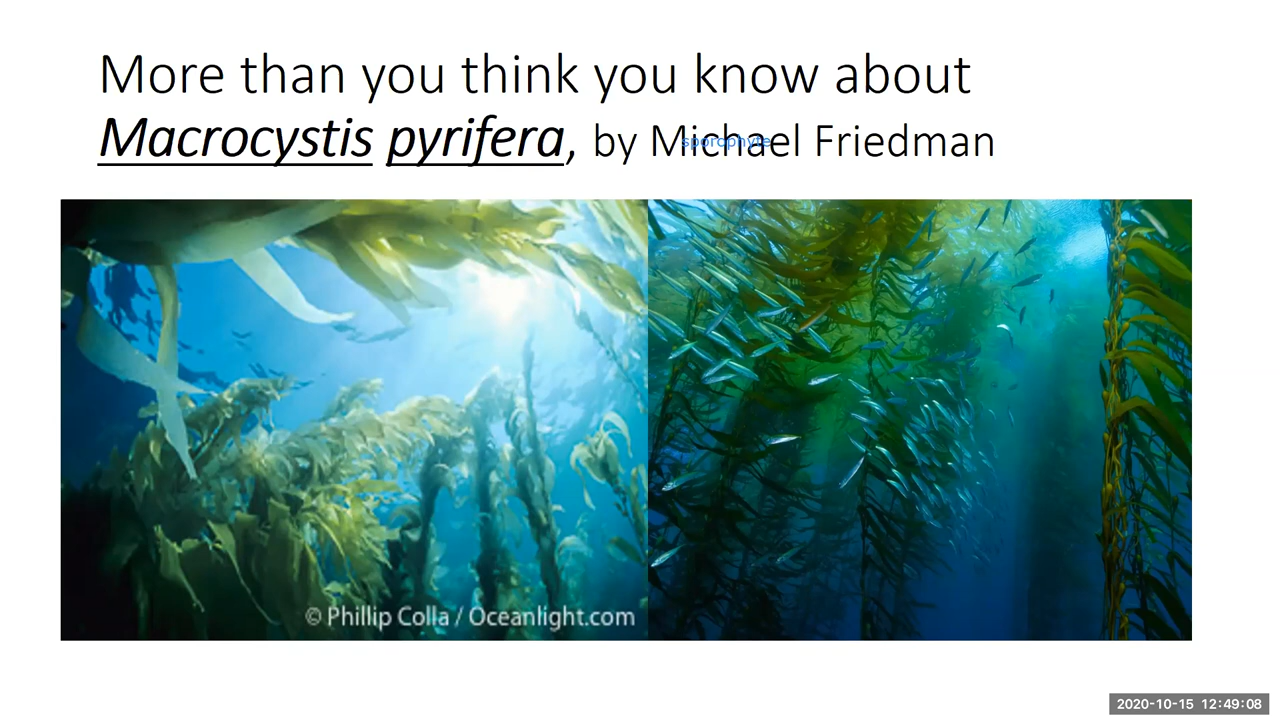 More than you think you know about
Macrocystis pyrifera, by Michael Friedman
sporophyte
© Phillip Colla / Oceanlight.com
2020-10-15 12:49:08